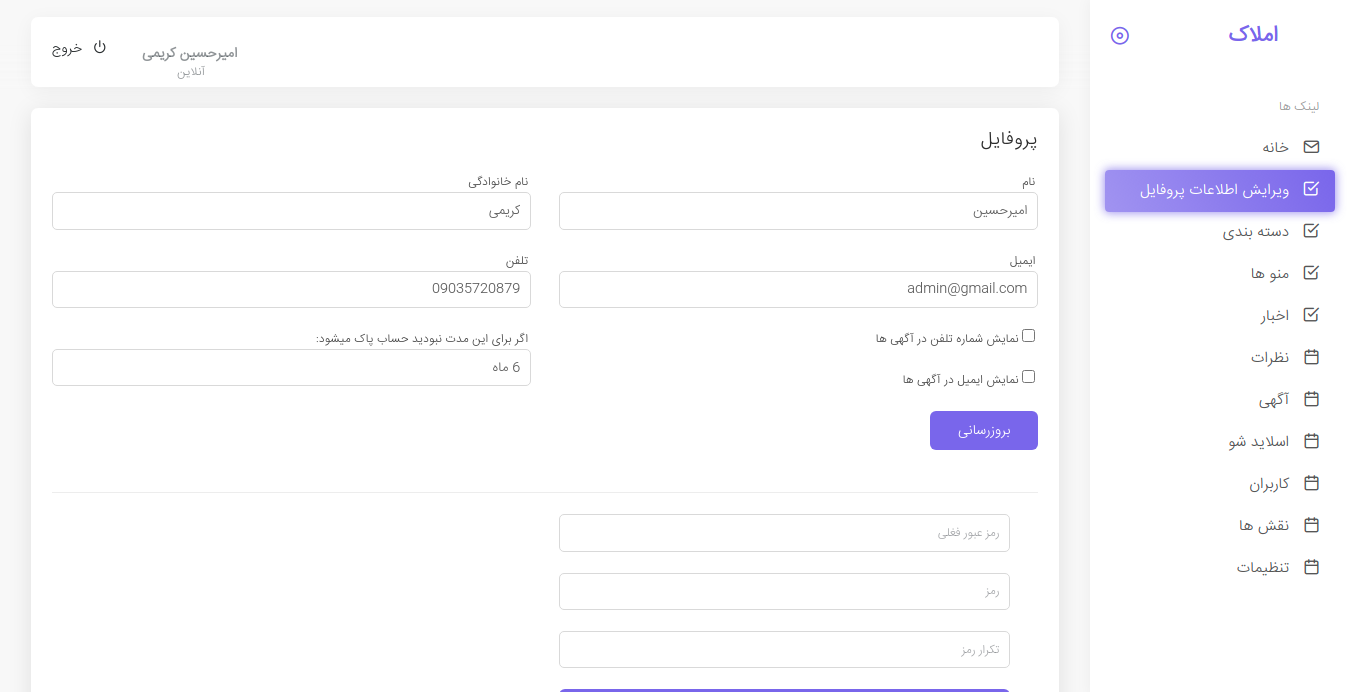 املاک
لینک ها
خانه
ویرایش اطلاعات پروفایل
دسته بندی
منو ها
اخبار
نظرات
آگهی
اسلاید شو
کاربران
نقش ها
تنظیمات
امیرحسین کریمی
آنلاین
خروج
پروفایل
نام
امیرحسین
نام خانوادگی
کریمی
ایمیل
admin@gmail.com
تلفن
09035720879
نمایش شماره تلفن در آگهی ها
نمایش ایمیل در آگهی ها
اگر برای این مدت نبودید حساب پاک میشود:
6 ماه
بروزرسانی
رمز عبور فغلی
رمز
تکرار رمز